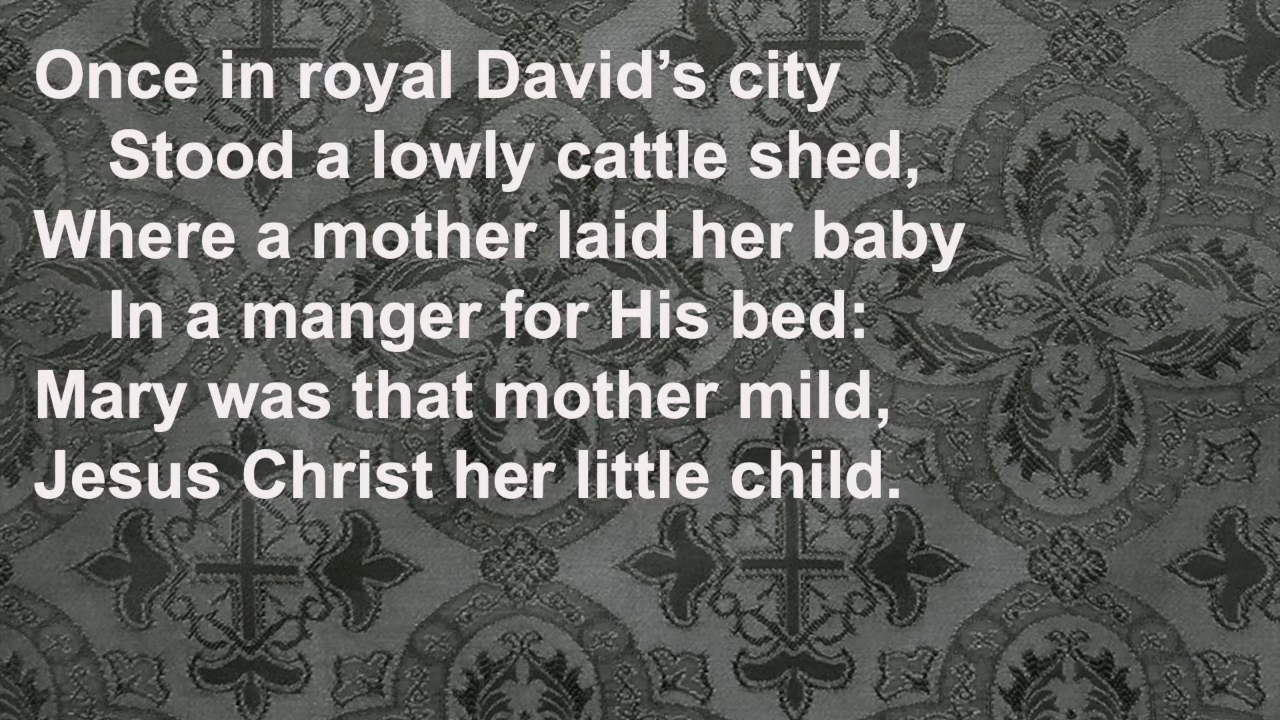 Once in royal David’s city
Stood a lowly cattle shed,
Where a mother laid her baby
In a manger for His bed:
Mary was that mother mild,
Jesus Christ her little child.